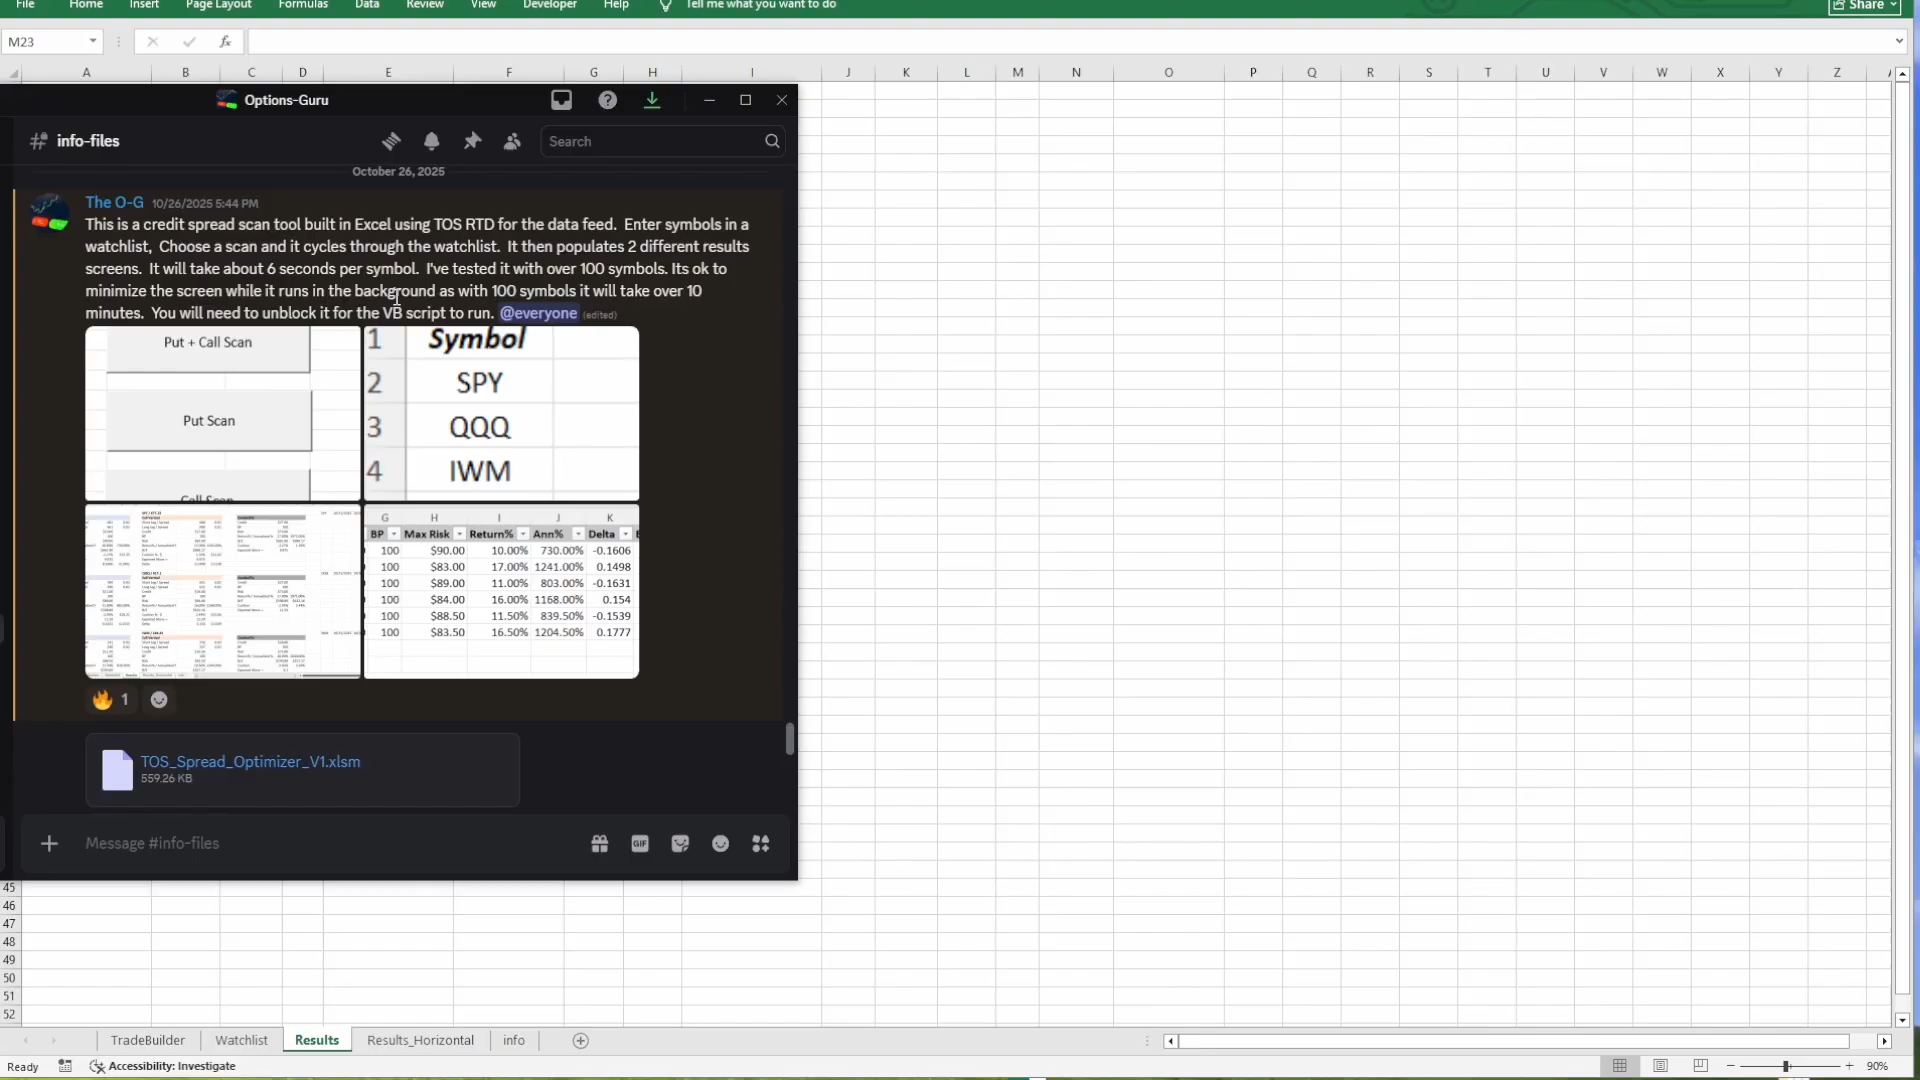 File Home Insert Page Layout Formulas Data Review View Developer Help Tell me what you want to do Share
M23 fx
A B C D E F G H I J K L M N O P Q R S T U V W X Y Z
Options-Guru
# info-files Search
October 26, 2025
The O-G 10/26/2025 5:44 PM
This is a credit spread scan tool built in Excel using TOS RTD for the data feed. Enter symbols in a
watchlist, Choose a scan and it cycles through the watchlist. It then populates 2 different results
screens. It will take about 6 seconds per symbol. I've tested it with over 100 symbols. Its ok to
minimize the screen while it runs in the background as with 100 symbols it will take over 10
minutes. You will need to unblock it for the VB script to run. @everyone (edited)
Put + Call Scan
Put Scan
Call Scan
1 Symbol
2 SPY
3 QQQ
4 IWM
G H I J K
BP Max Risk Return% Ann% Delta
100 $90.00 10.00% 730.00% -0.1606
100 $83.00 17.00% 1241.00% 0.1498
100 $89.00 11.00% 803.00% -0.1631
100 $84.00 16.00% 1168.00% 0.154
100 $88.50 11.50% 839.50% -0.1539
100 $83.50 16.50% 1204.50% 0.1777
1
TOS_Spread_Optimizer_V1.xlsm
559.26 KB
Message #info-files
GIF
45
46
47
48
49
50
51
52
TradeBuilder Watchlist Results Results_Horizontal info
Ready Accessibility: Investigate 90%